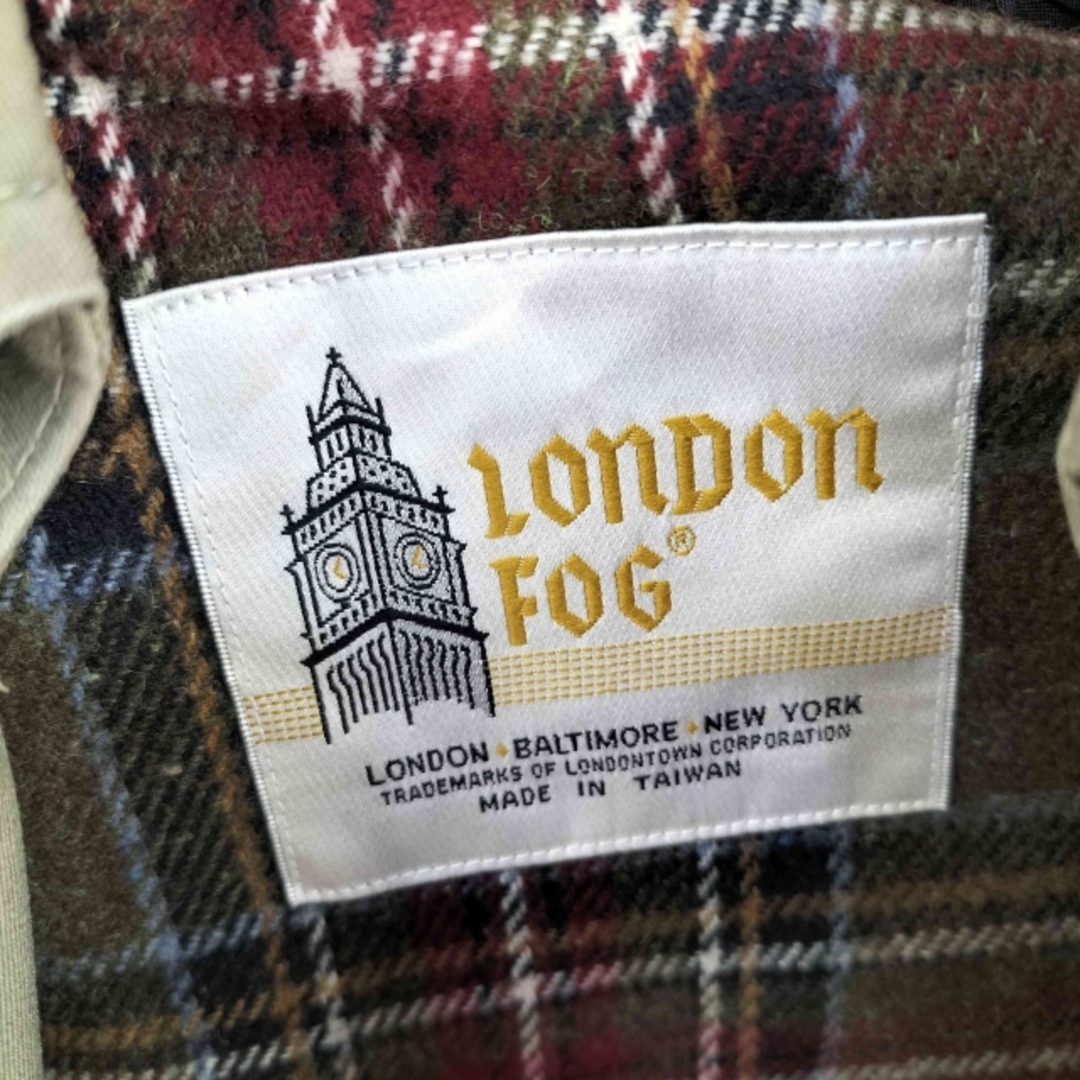 LONDON
FOG®
LONDON • BALTIMORE • NEW YORK
TRADEMARKS OF LONDONTOWN CORPORATION
MADE IN TAIWAN